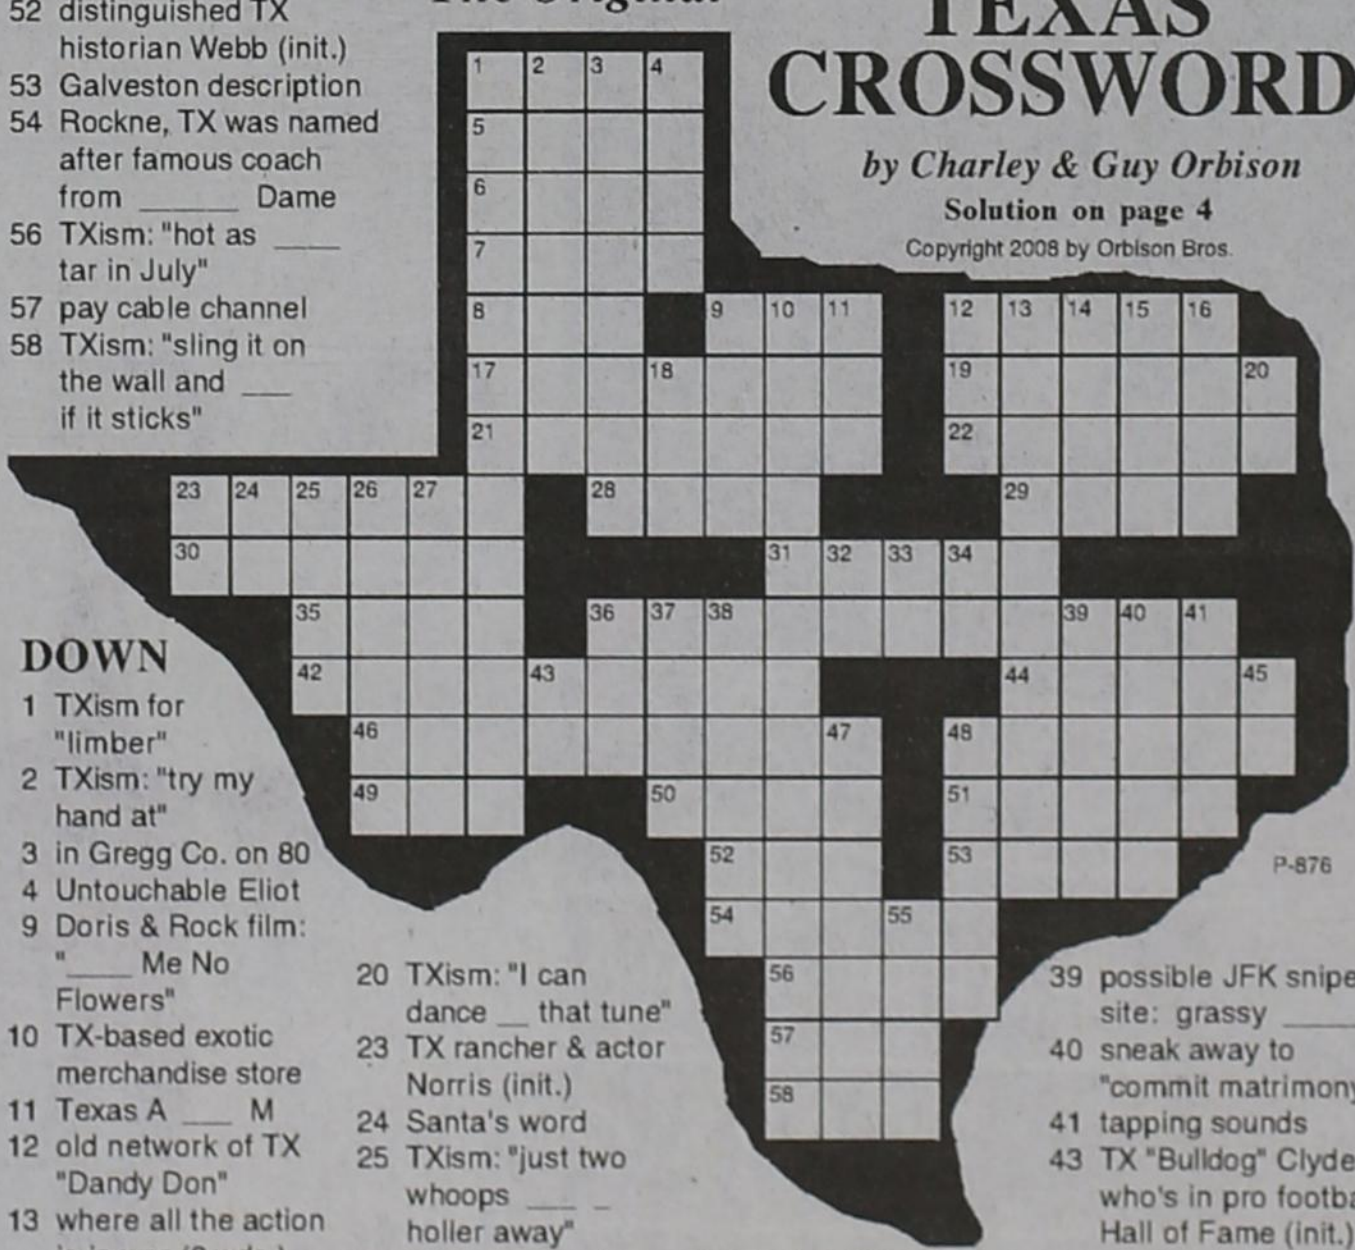 52 distinguished TX
historian Webb (init.)
53 Galveston description
54 Rockne, TX was named
after famous coach
from ______ Dame
56 TXism: "hot as ____
tar in July"
57 pay cable channel
58 TXism: "sling it on
the wall and ___
if it sticks"
The Original
TEXAS
CROSSWORD
by Charley & Guy Orbison
Solution on page 4
Copyright 2008 by Orbison Bros.
1 2 3 4
5
6
7
8 9 10 11 12 13 14 15 16
17 18 19 20
21 22
23 24 25 26 27 28 29
30 31 32 33 34
35 36 37 38 39 40 41
42 43 44 45
46 47 48
49 50 51
52 53
54 55
56
57
58
P-876
DOWN
1 TXism for
"limber"
2 TXism: "try my
hand at"
3 in Gregg Co. on 80
4 Untouchable Eliot
9 Doris & Rock film:
"____ Me No
Flowers"
10 TX-based exotic
merchandise store
11 Texas A ___ M
12 old network of TX
"Dandy Don"
13 where all the action
20 TXism: "I can
dance __ that tune"
23 TX rancher & actor
Norris (init.)
24 Santa's word
25 TXism: "just two
whoops ___ _
holler away"
39 possible JFK snipe
site: grassy ____
40 sneak away to
"commit matrimony
41 tapping sounds
43 TX "Bulldog" Clyde
who's in pro footba
Hall of Fame (init.)